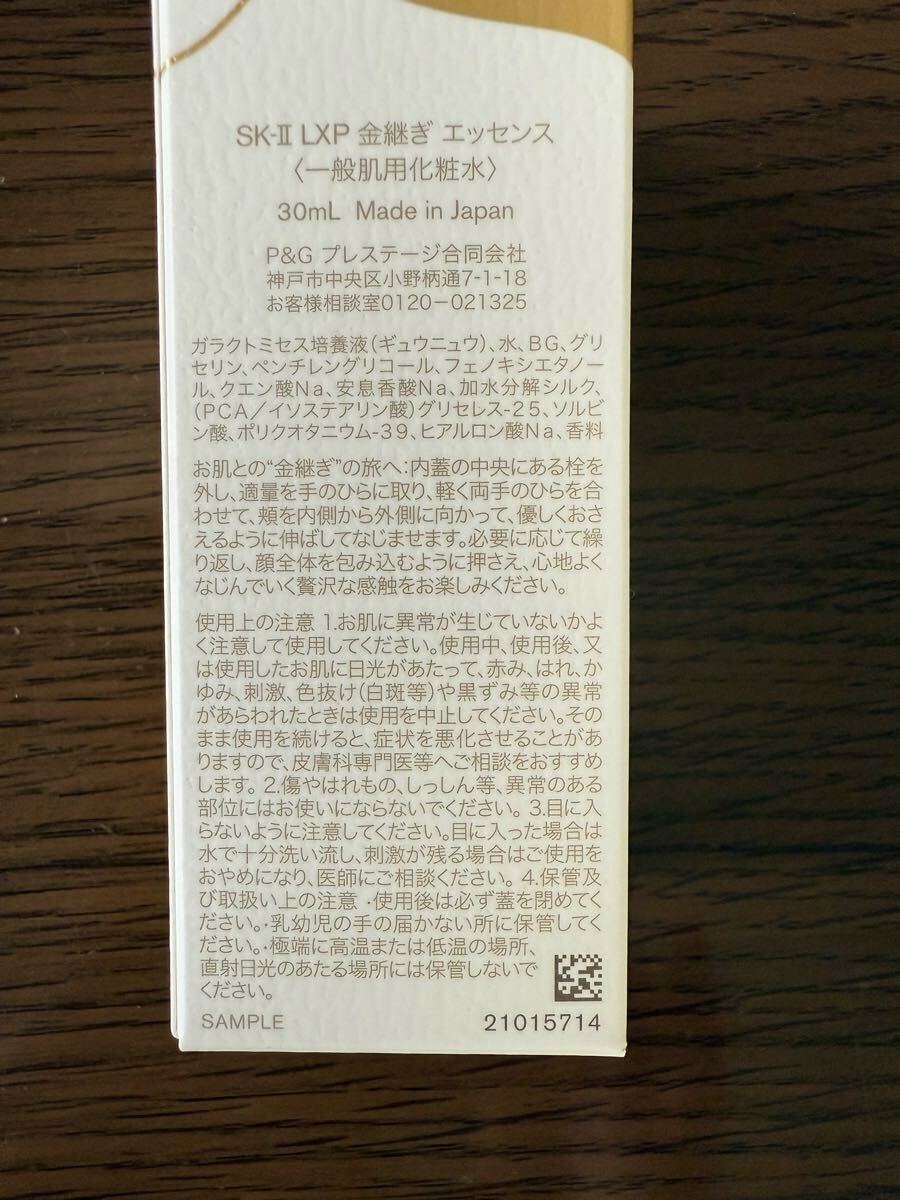 SK-II LXP 金継ぎ エッセンス
〈一般肌用化粧水〉
30mL Made in Japan
P&G プレステージ合同会社
神戸市中央区小野柄通7-1-18
お客様相談室0120-021325
ガラクトミセス培養液(ギュウニュウ)、水、BG、グリ
セリン、ペンチレングリコール、フェノキシエタノー
ル、クエン酸Na、安息香酸Na、加水分解シルク、
(PCA/イソステアリン酸)グリセレス-25、ソルビ
ン酸、ポリクオタニウム-39、ヒアルロン酸Na、香料
お肌との“金継ぎ”の旅へ:内蓋の中央にある栓を
外し、適量を手のひらに取り、軽く両手のひらを合
わせて、頬を内側から外側に向かって、優しくおさ
えるように伸ばしてなじませます。必要に応じて繰
り返し、顔全体を包み込むように押さえ、心地よく
なじんでいく贅沢な感触をお楽しみください。
使用上の注意 1.お肌に異常が生じていないかよ
く注意して使用してください。使用中、使用後、又
は使用したお肌に日光があたって、赤み、はれ、か
ゆみ、刺激、色抜け(白斑等)や黒ずみ等の異常
があらわれたときは使用を中止してください。その
まま使用を続けると、症状を悪化させることがあ
りますので、皮膚科専門医等へご相談をおすすめ
します。 2.傷やはれもの、しっしん等、異常のある
部位にはお使いにならないでください。 3.目に入
らないように注意してください。目に入った場合は
水で十分洗い流し、刺激が残る場合はご使用を
おやめになり、医師にご相談ください。 4.保管及
び取扱い上の注意 ・使用後は必ず蓋を閉めてく
ださい。・乳幼児の手の届かない所に保管してく
ださい。・極端に高温または低温の場所、
直射日光のあたる場所には保管しないで
ください。
SAMPLE 21015714